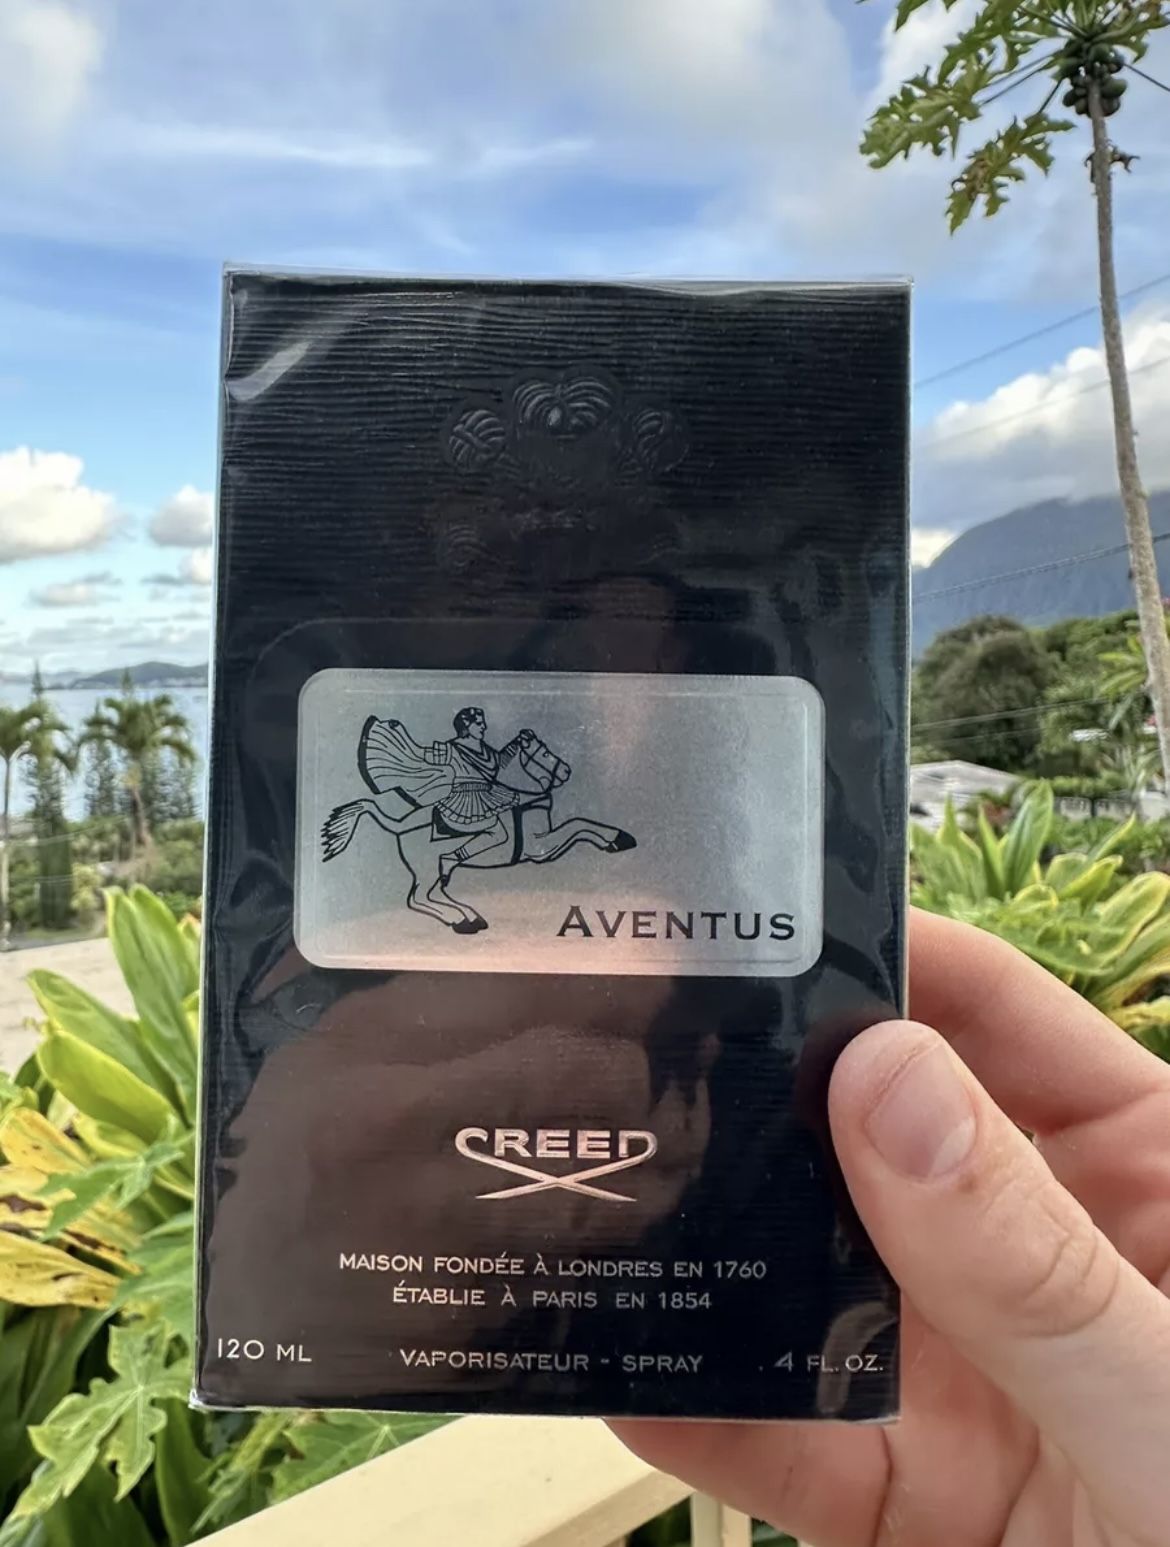 AVENTUS
CREED
MAISON FONDÉE À LONDRES EN 1760
ÉTABLIE À PARIS EN 1854
120 ML VAPORISATEUR - SPRAY . 4 FL. OZ.